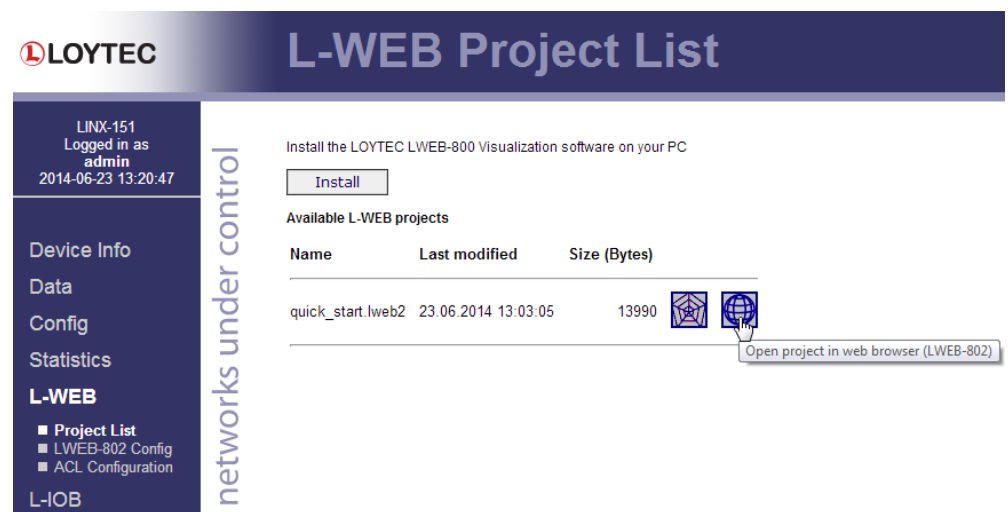 LOYTEC
L-WEB Project List
LINX-151
Logged in as
admin
2014-06-23 13:20:47
Device Info
Data
Config
Statistics
L-WEB
Project List
LWEB-802 Config
ACL Configuration
L-IOB
networks under control
Install the LOYTEC LWEB-800 Visualization software on your PC
Install
Available L-WEB projects
Name Last modified Size (Bytes)
quick_start.lweb2 23.06.2014 13:03:05 13990
Open project in web browser (LWEB-802)